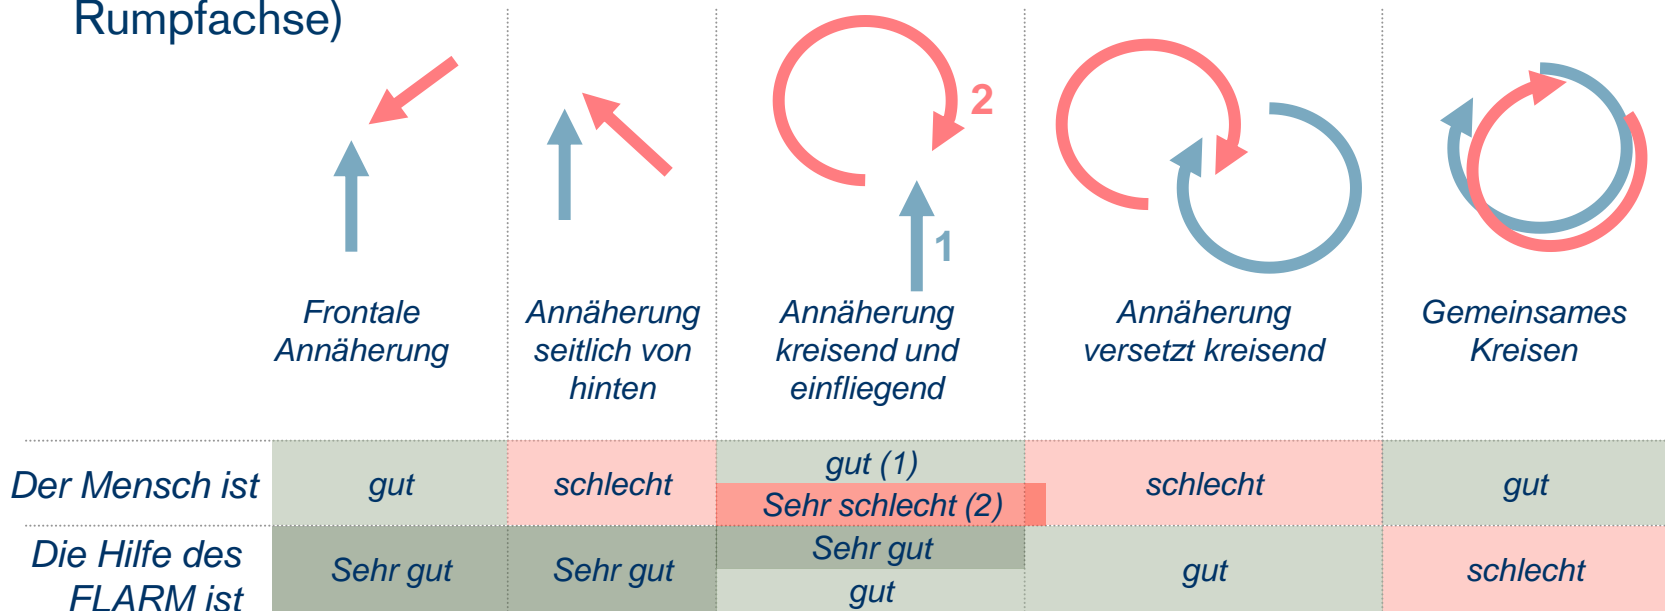 Rumpfachse)
2
1
Frontale
Annäherung
Annäherung
seitlich von
hinten
Annäherung
kreisend und
einfliegend
Annäherung
versetzt kreisend
Gemeinsames
Kreisen
Der Mensch ist
gut
schlecht
gut (1)
Sehr schlecht (2)
schlecht
gut
Die Hilfe des
FLARM ist
Sehr gut
Sehr gut
Sehr gut
gut
gut
schlecht